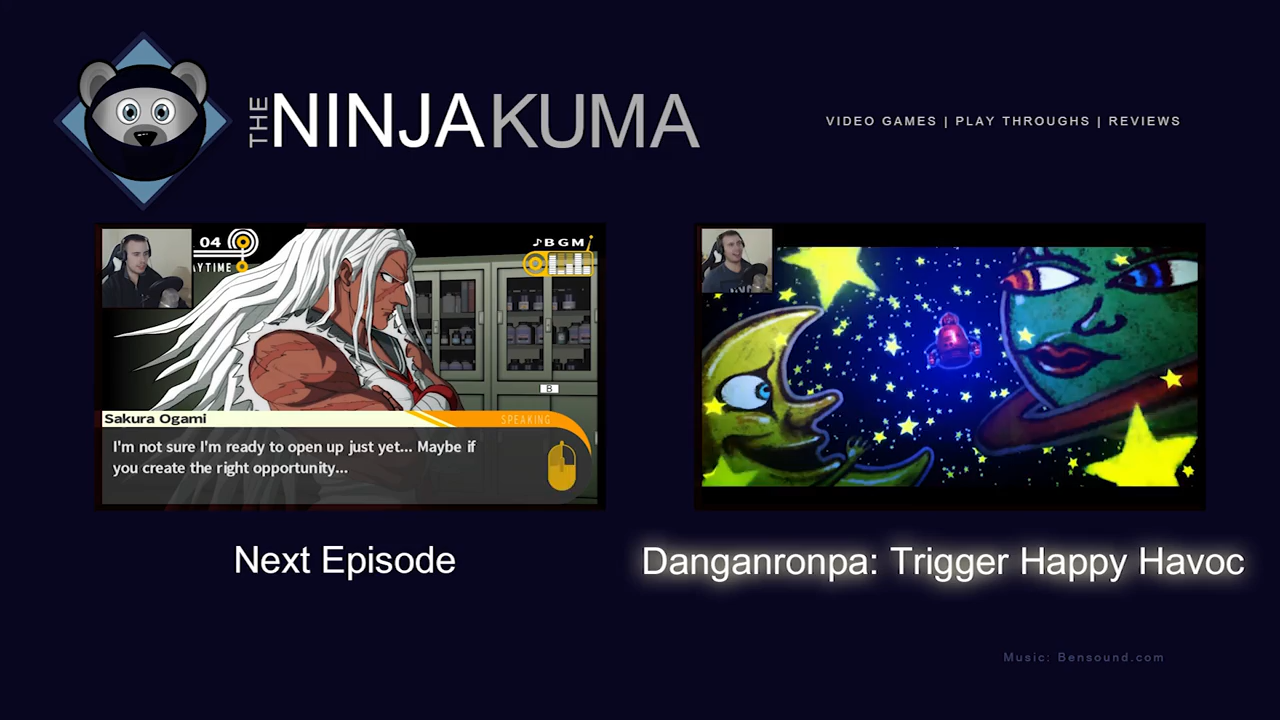 THE NINJAKUMA
VIDEO GAMES | PLAY THROUGHS | REVIEWS
04
♪BGM
YTIME
B
Sakura Ogami
SPEAKING
I'm not sure I'm ready to open up just yet... Maybe if
you create the right opportunity...
Next Episode
Danganronpa: Trigger Happy Havoc
Music: Bensound.com